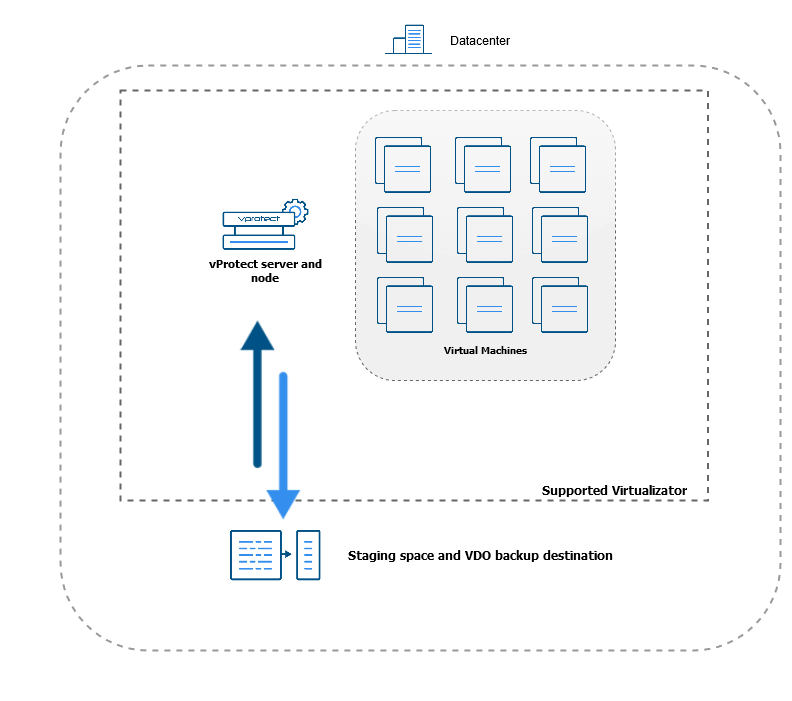 Datacenter
vprotect
vProtect server and
node
Virtual Machines
Supported Virtualizator
Staging space and VDO backup destination